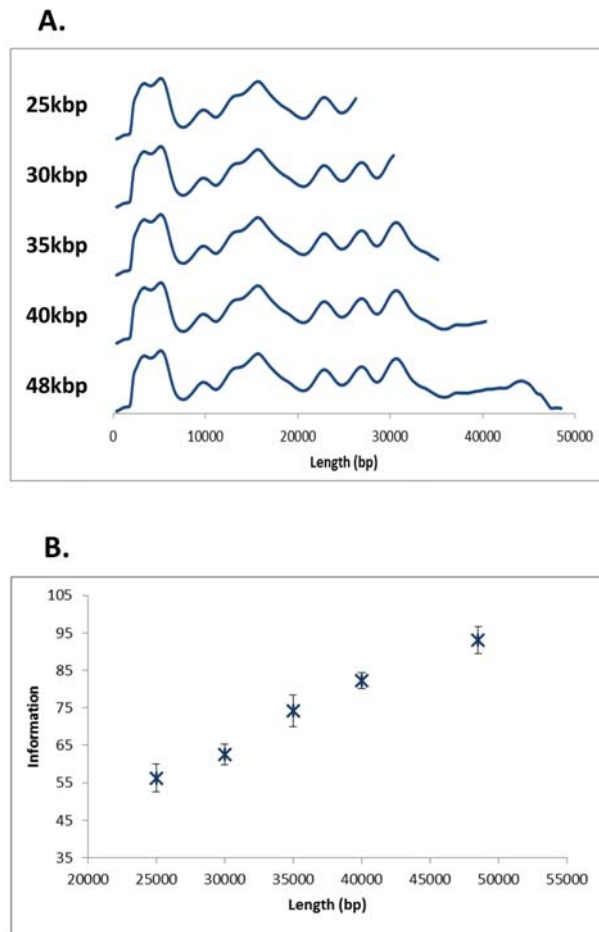 A.
25kbp
30kbp
35kbp
40kbp
48kbp
0 10000 20000 30000 40000 50000
Length (bp)
B.
105
95
85
75
65
55
45
35
Information
20000 25000 30000 35000 40000 45000 50000 55000
Length (bp)